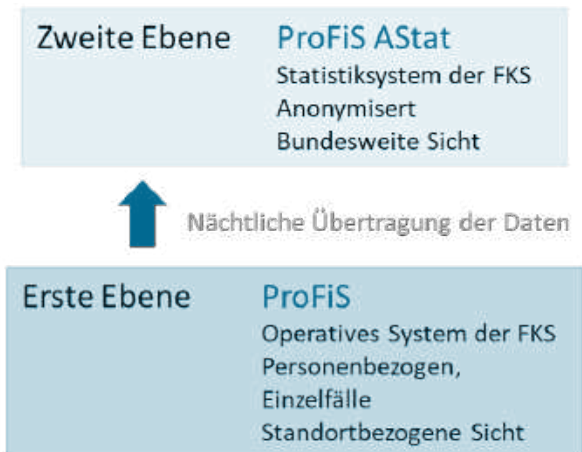 Zweite Ebene ProFiS AStat
Statistiksystem der FKS
Anonymisert
Bundesweite Sicht
Nächtliche Übertragung der Daten
Erste Ebene ProFiS
Operatives System der FKS
Personenbezogen,
Einzelfälle
Standortbezogene Sicht